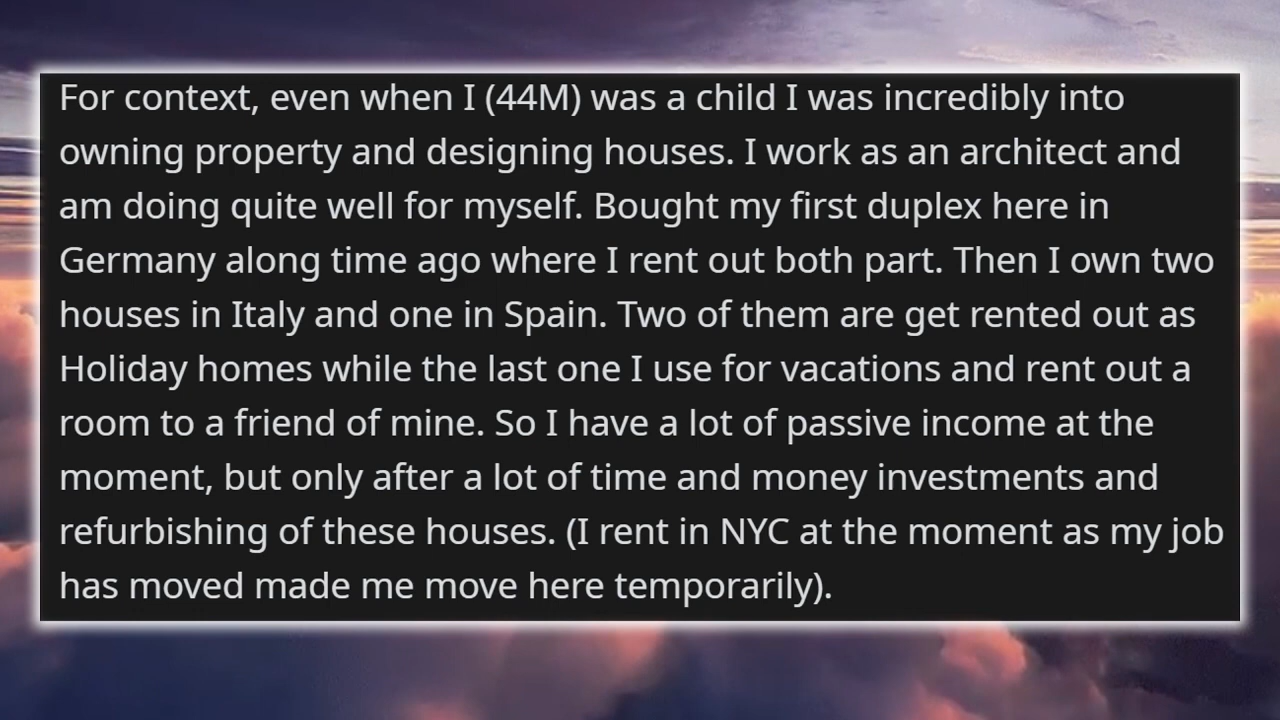 For context, even when I (44M) was a child I was incredibly into
owning property and designing houses. I work as an architect and
am doing quite well for myself. Bought my first duplex here in
Germany along time ago where I rent out both part. Then I own two
houses in Italy and one in Spain. Two of them are get rented out as
Holiday homes while the last one I use for vacations and rent out a
room to a friend of mine. So I have a lot of passive income at the
moment, but only after a lot of time and money investments and
refurbishing of these houses. (I rent in NYC at the moment as my job
has moved made me move here temporarily).